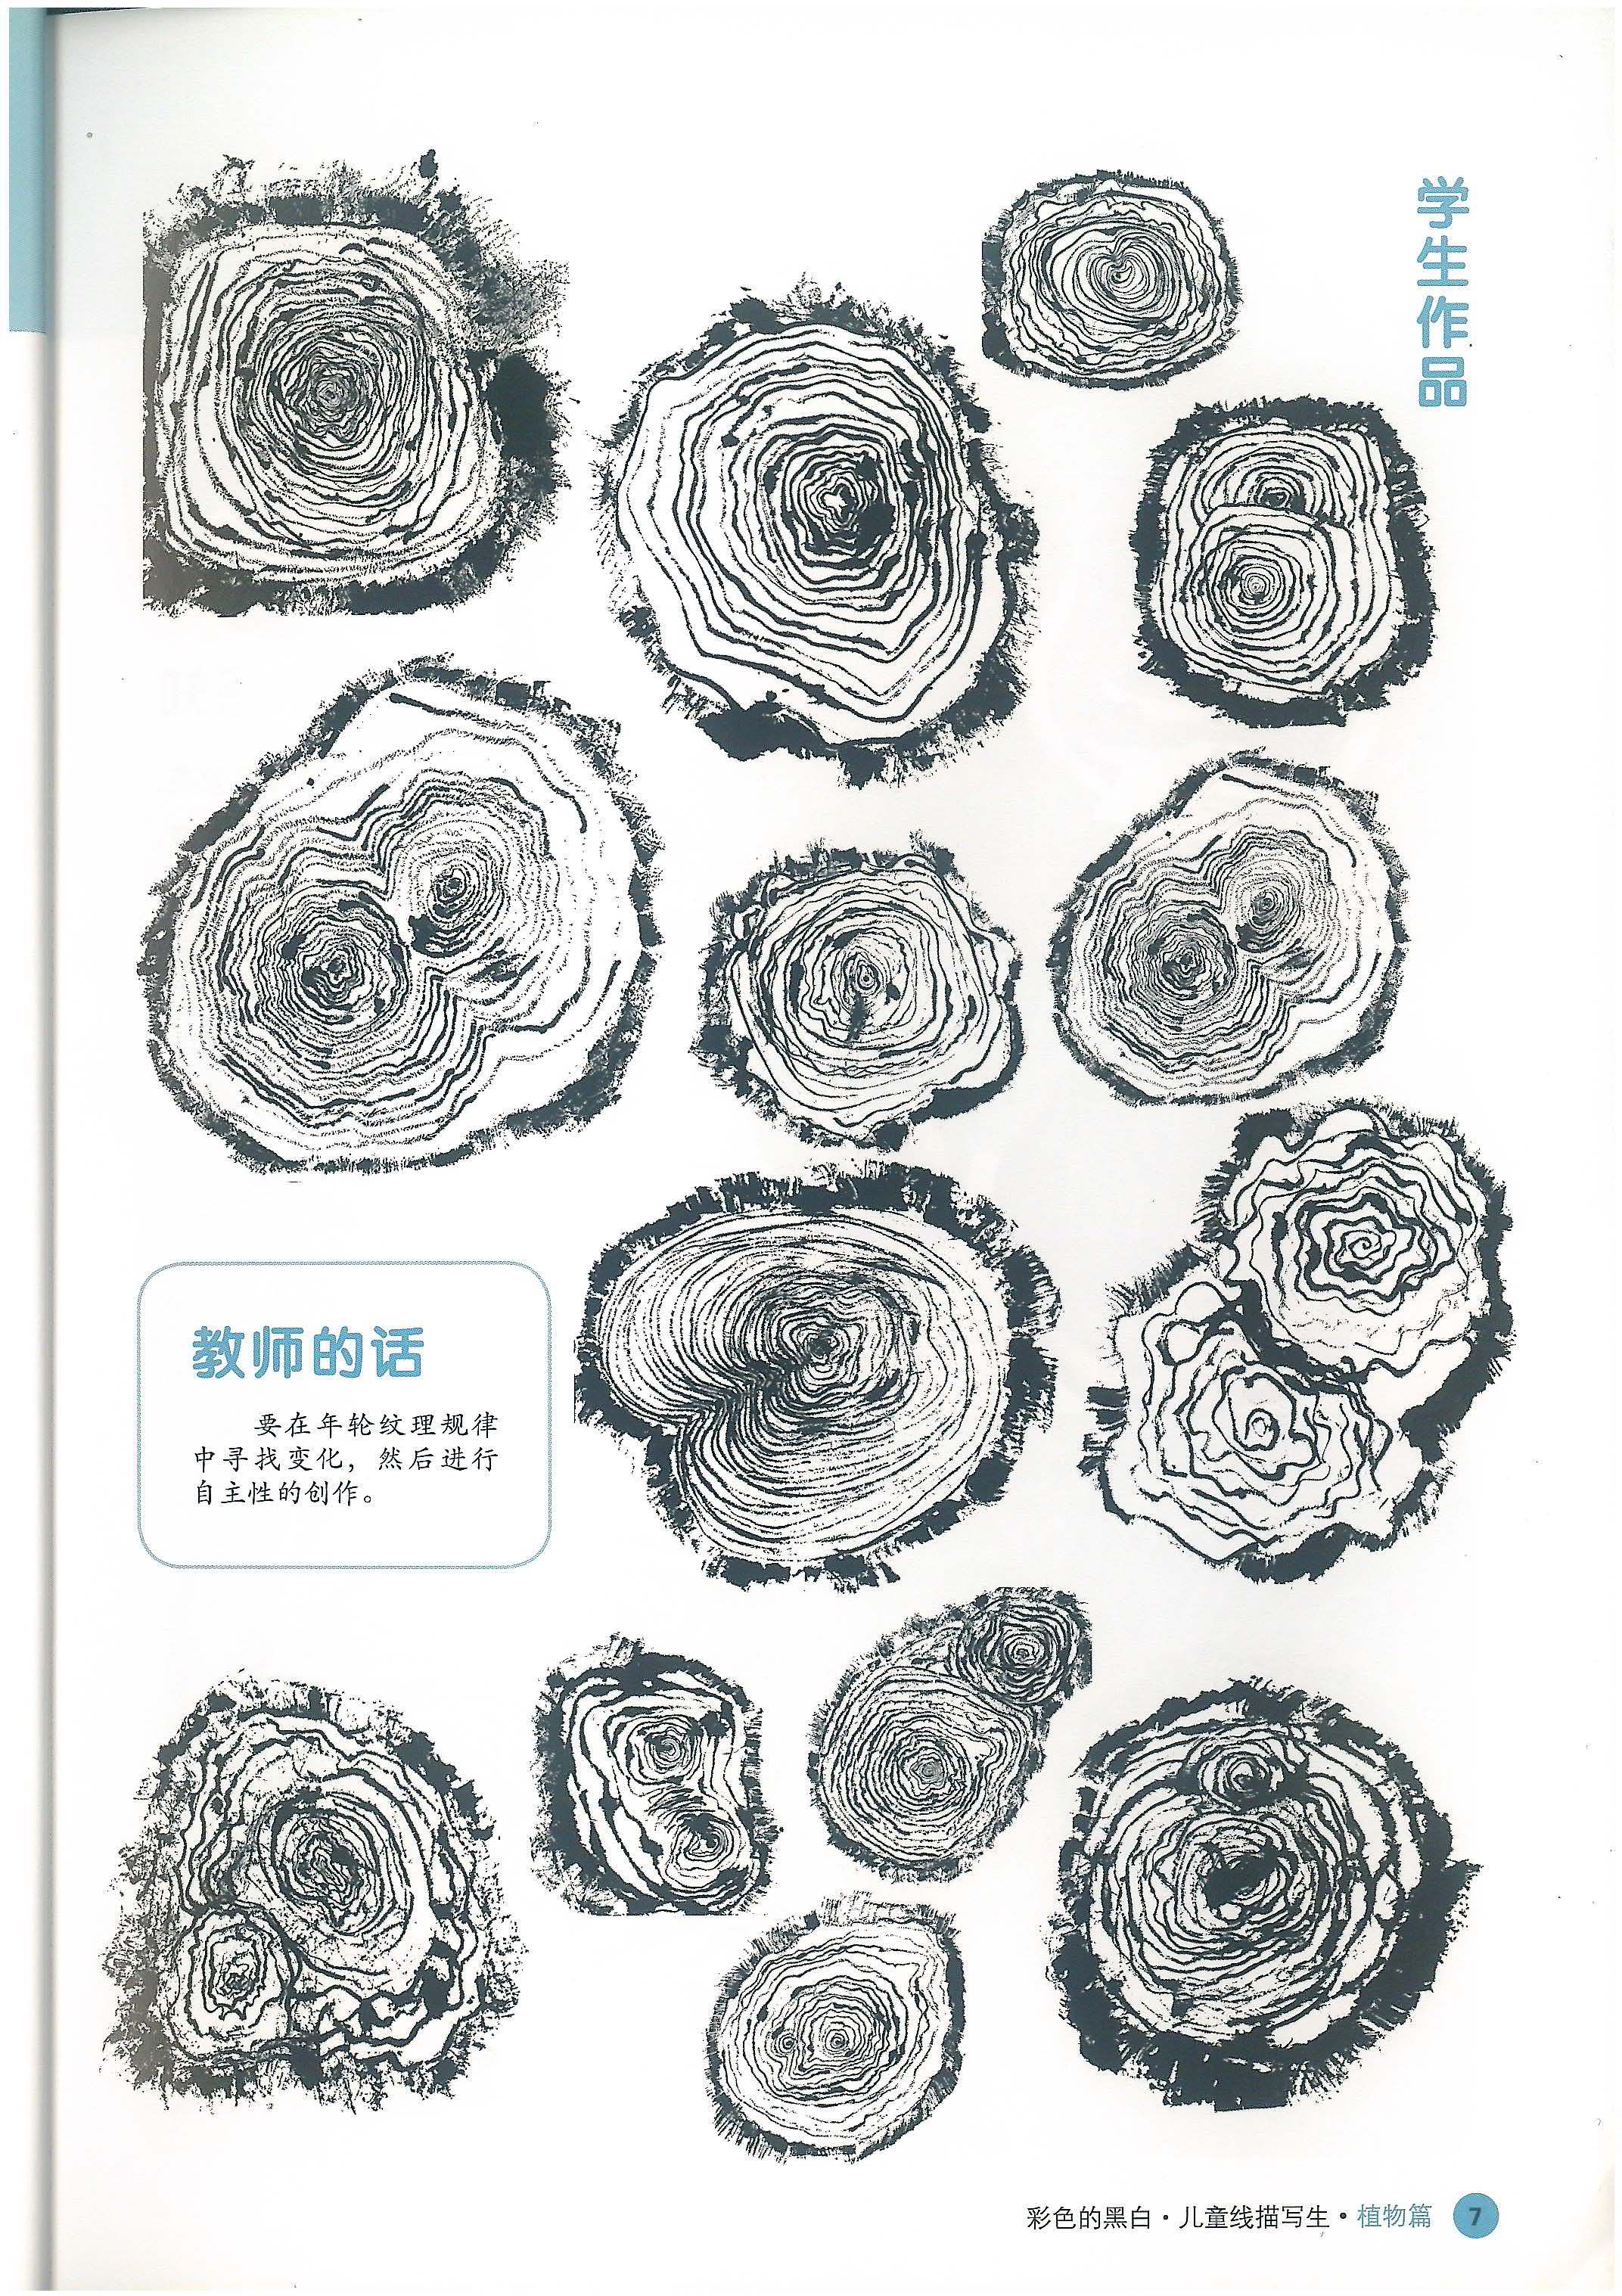 学生作品
教师的话
要在年轮纹理规律
中寻找变化，然后进行
自主性的创作。
彩色的黑白·儿童线描写生·植物篇 7